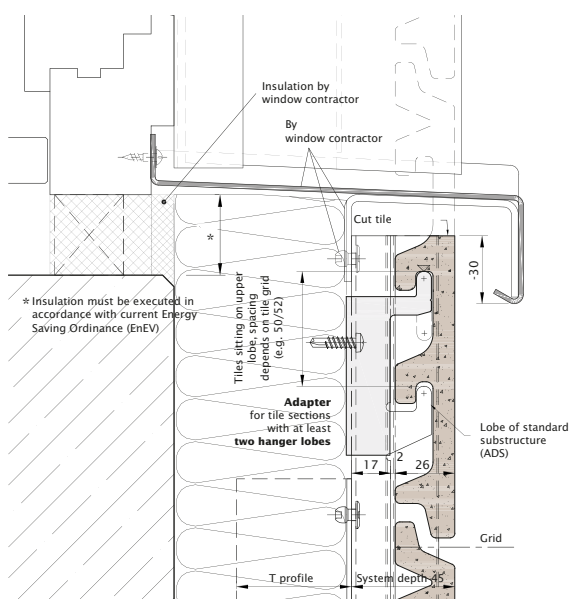 Insulation by
window contractor
By
window contractor
Cut tile
*
-30
* Insulation must be executed in
accordance with current Energy
Saving Ordinance (EnEV)
Tiles sitting on upper
lobe, spacing
depends on tile grid
(e.g. 50/52)
Adapter
for tile sections
with at least
two hanger lobes
Lobe of standard
substructure
(ADS)
17
2
26
Grid
T profile
System depth 45